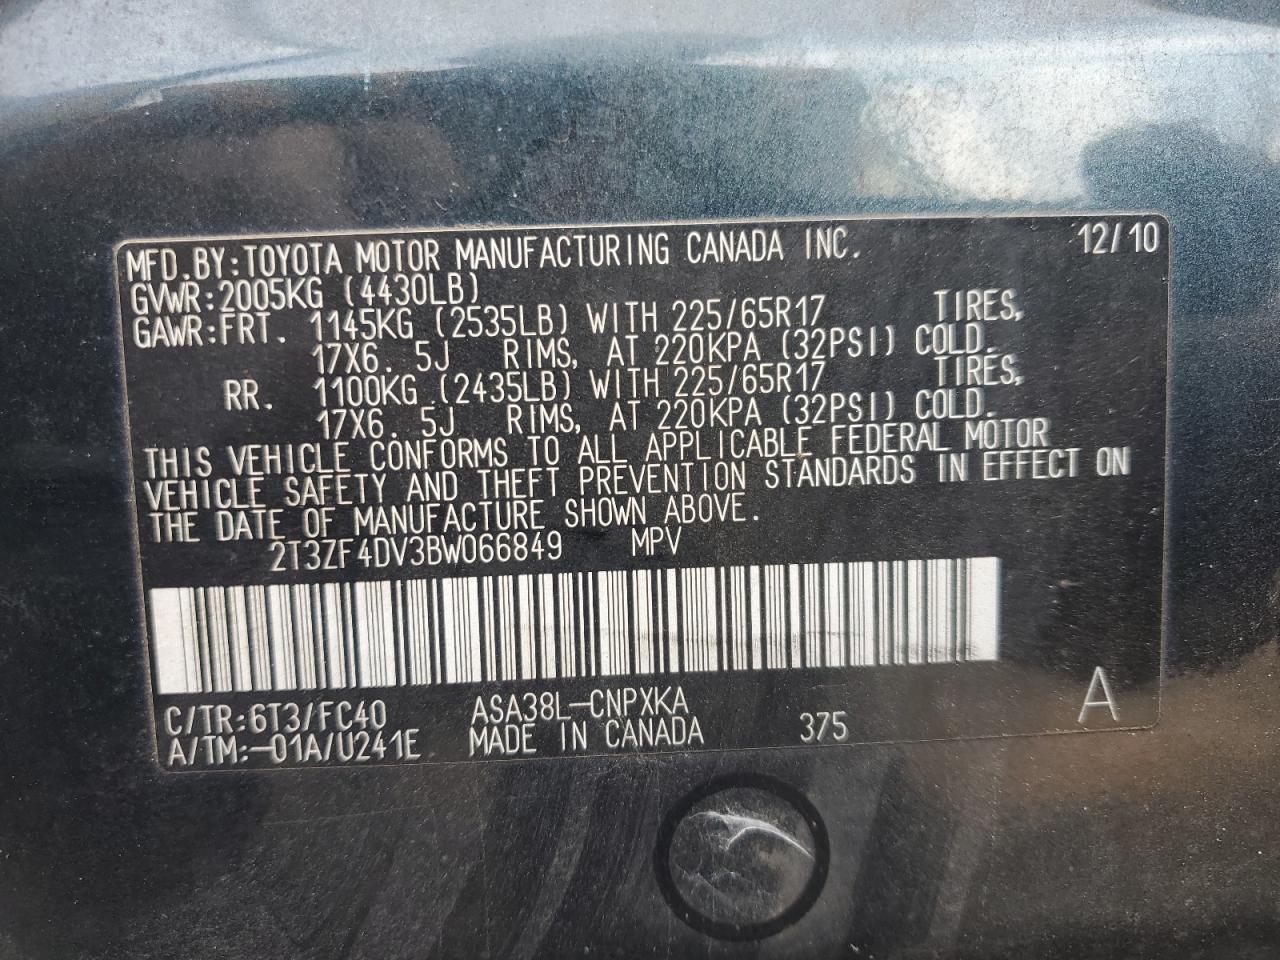 MFD.BY:TOYOTA MOTOR MANUFACTURING CANADA INC. 12/10
GVWR:2005KG (4430LB)
GAWR:FRT. 1145KG (2535LB) WITH 225/65R17 TIRES,
17X6. 5J RIMS, AT 220KPA (32PSI) COLD.
RR. 1100KG (2435LB) WITH 225/65R17 TIRES,
17X6. 5J RIMS, AT 220KPA (32PSI) COLD.
THIS VEHICLE CONFORMS TO ALL APPLICABLE FEDERAL MOTOR
VEHICLE SAFETY AND THEFT PREVENTION STANDARDS IN EFFECT ON
THE DATE OF MANUFACTURE SHOWN ABOVE.
2T3ZF4DV3BW066849 MPV
C/TR:6T3/FC40 ASA38L-CNPXKA
A/TM:-01A/U241E MADE IN CANADA 375 A